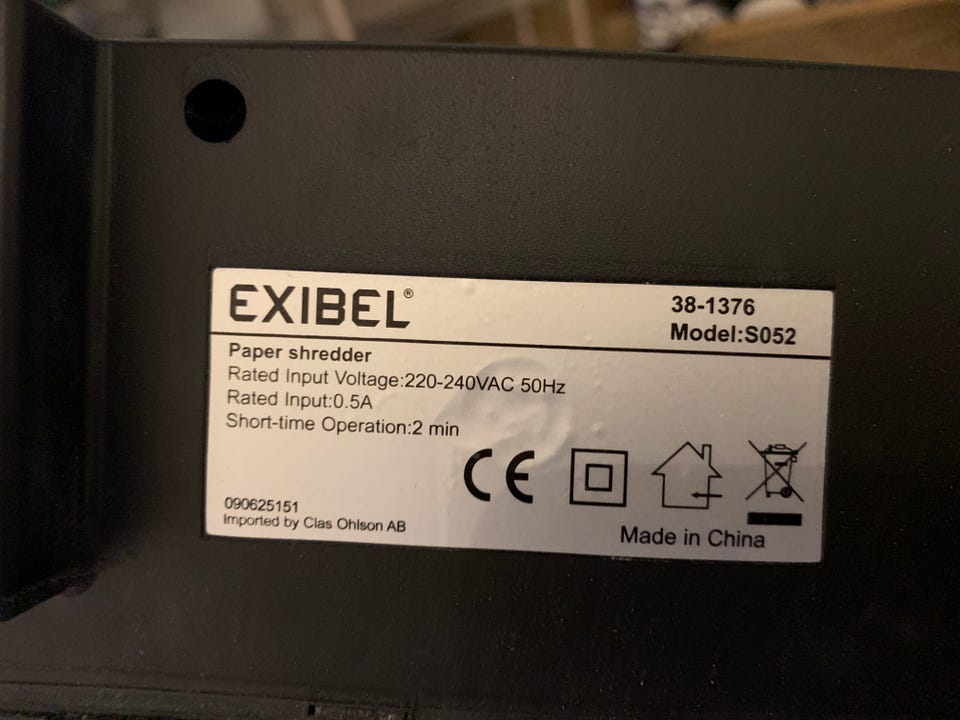 EXIBEL®
38-1376
Model:S052
Paper shredder
Rated Input Voltage:220-240VAC 50Hz
Rated Input:0.5A
Short-time Operation:2 min
CE
090625151
Imported by Clas Ohlson AB
Made in China